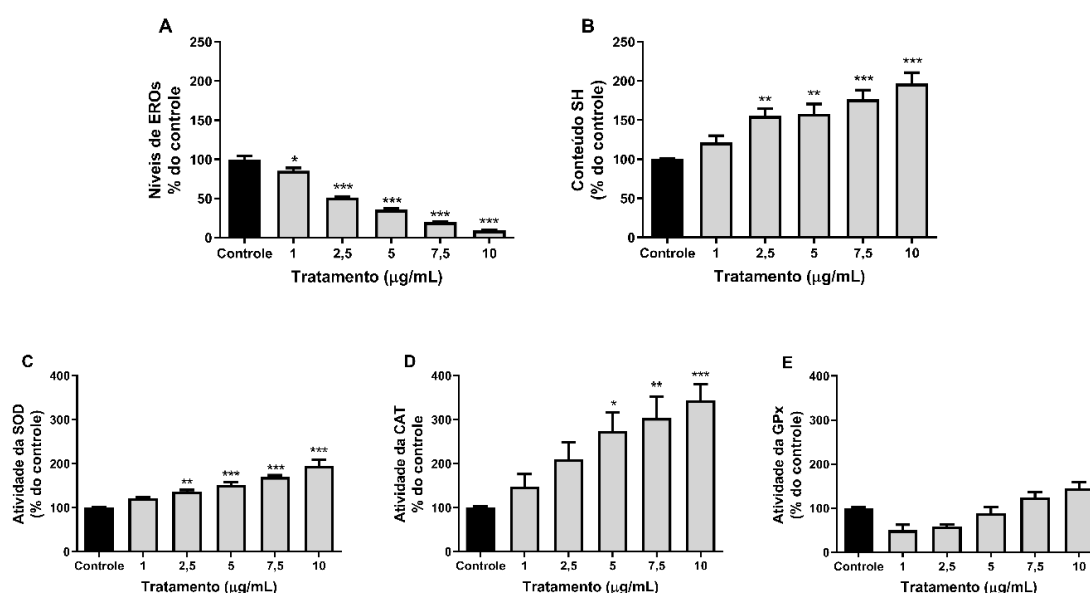 A
Níveis de EROs
% do controle
250
200
150
100
50
0
*
***
***
***
***
Controle 1 2,5 5 7,5 10
Tratamento (μg/mL)
B
Conteúdo SH
(% do controle)
250
200
150
100
50
0
**
**
***
***
Controle 1 2,5 5 7,5 10
Tratamento (μg/mL)
C
Atividade da SOD
(% do controle)
400
300
200
100
0
**
***
***
***
Controle 1 2,5 5 7,5 10
Tratamento (μg/mL)
D
Atividade da CAT
% do controle
400
300
200
100
0
*
**
***
Controle 1 2,5 5 7,5 10
Tratamento (μg/mL)
E
Atividade da GPx
(% do controle)
400
300
200
100
0
Controle 1 2,5 5 7,5 10
Tratamento (μg/mL)